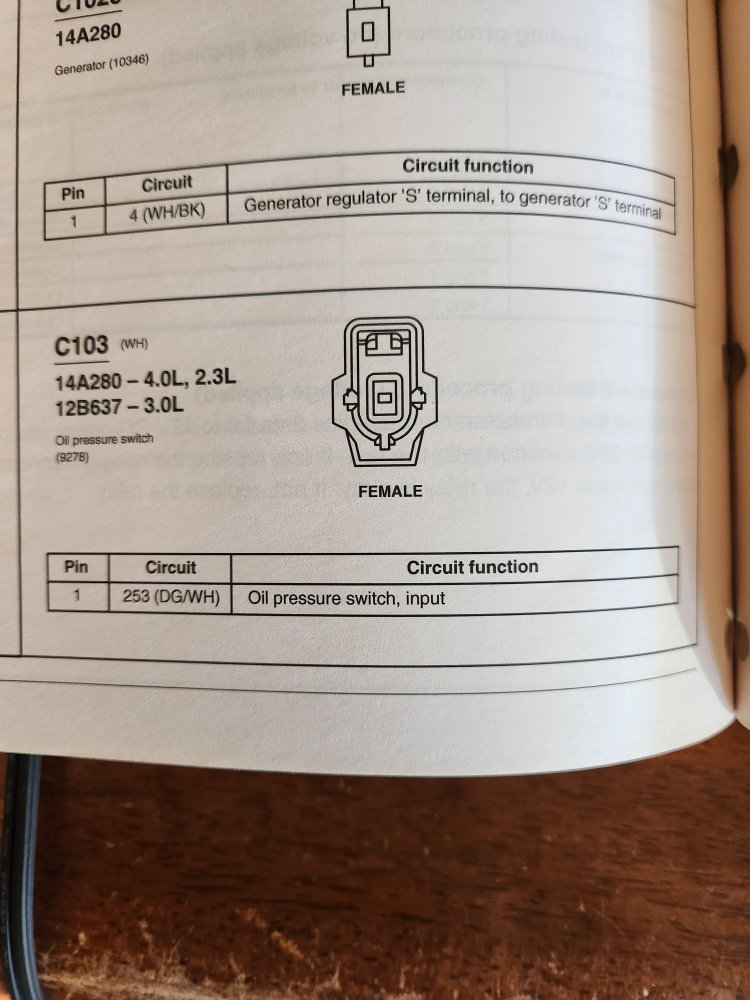 14A280
Generator (10346)
FEMALE
Pin Circuit Circuit function
1 4 (WH/BK) Generator regulator 'S' terminal, to generator 'S' terminal
C103 (WH)
14A280 – 4.0L, 2.3L
12B637 – 3.0L
Oil pressure switch
(9278)
FEMALE
Pin Circuit Circuit function
1 253 (DG/WH) Oil pressure switch, input